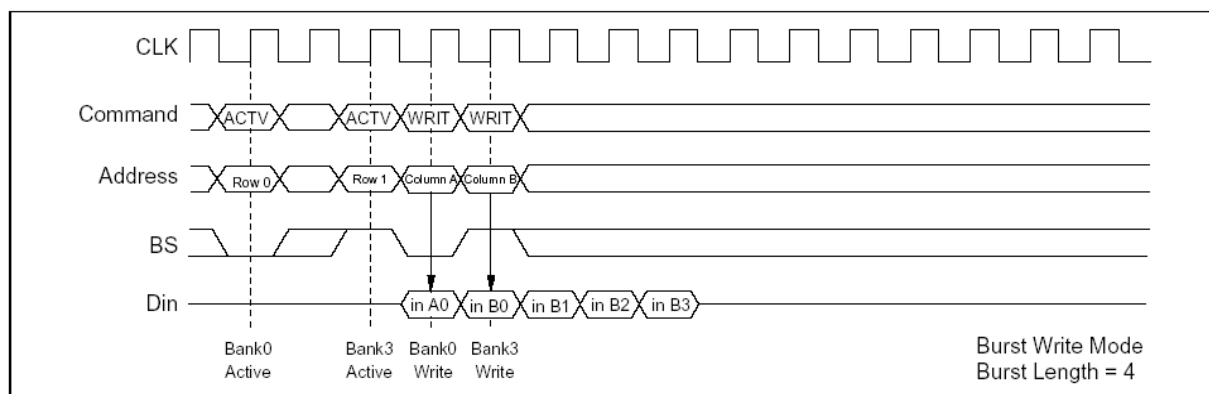 CLK
Command ACTV ACTV WRIT WRIT
Address Row 0 Row 1 Column A Column B
BS
Din in A0 in B0 in B1 in B2 in B3
Bank0 Bank3 Bank0 Bank3
Active Active Write Write
Burst Write Mode
Burst Length = 4